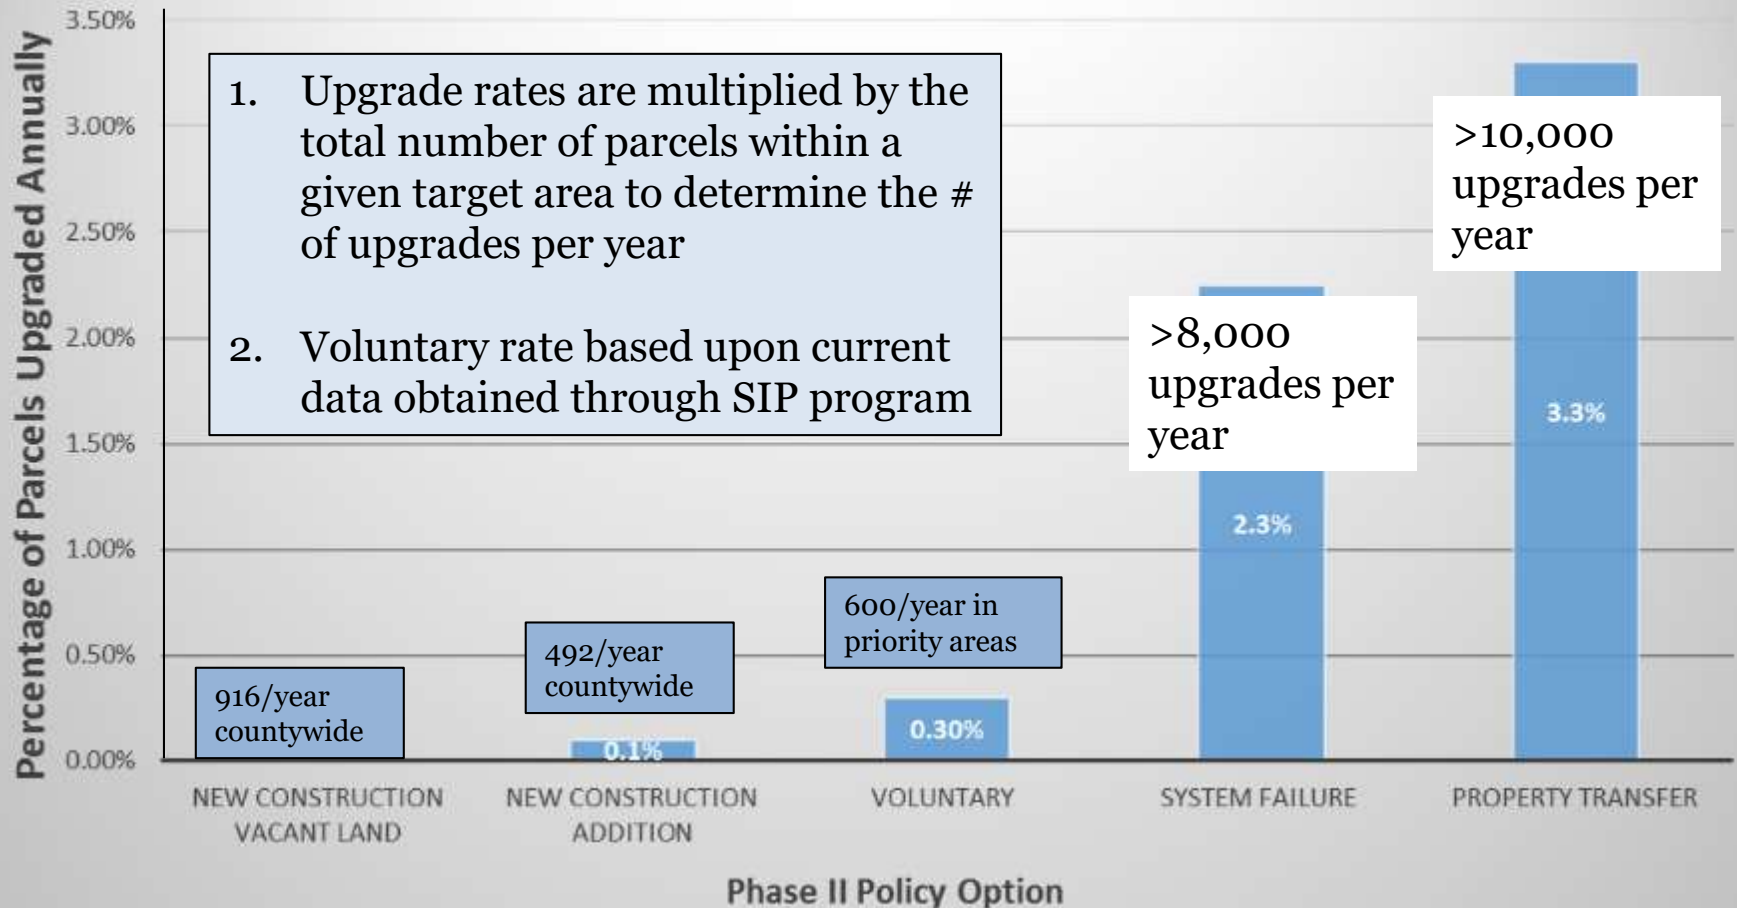 Percentage of Parcels Upgraded Annually
3.50%
3.00%
2.50%
2.00%
1.50%
1.00%
0.50%
0.00%
1. Upgrade rates are multiplied by the
total number of parcels within a
given target area to determine the #
of upgrades per year
2. Voluntary rate based upon current
data obtained through SIP program
916/year
countywide
492/year
countywide
0.1%
600/year in
priority areas
0.30%
>8,000
upgrades per
year
2.3%
>10,000
upgrades per
year
3.3%
NEW CONSTRUCTION
VACANT LAND
NEW CONSTRUCTION
ADDITION
VOLUNTARY
SYSTEM FAILURE
PROPERTY TRANSFER
Phase II Policy Option